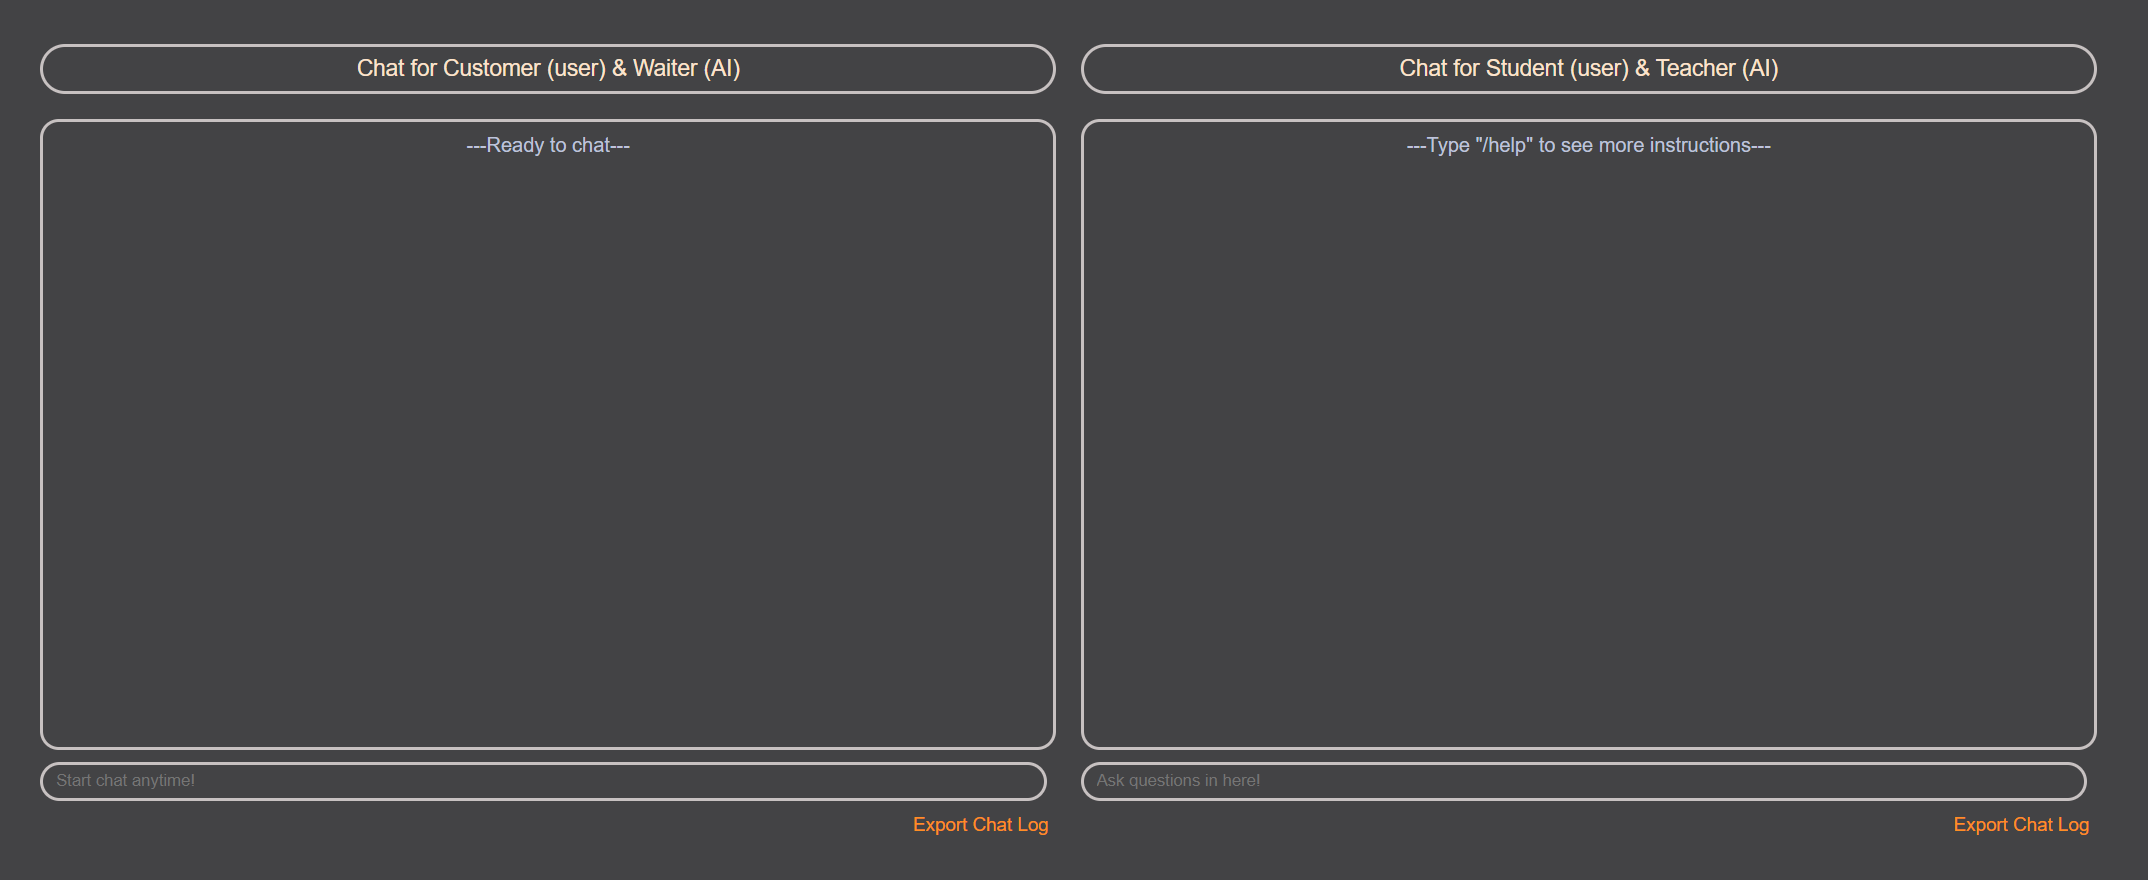 Chat for Customer (user) & Waiter (AI)
---Ready to chat---
Start chat anytime!
Export Chat Log
Chat for Student (user) & Teacher (AI)
---Type "/help" to see more instructions---
Ask questions in here!
Export Chat Log